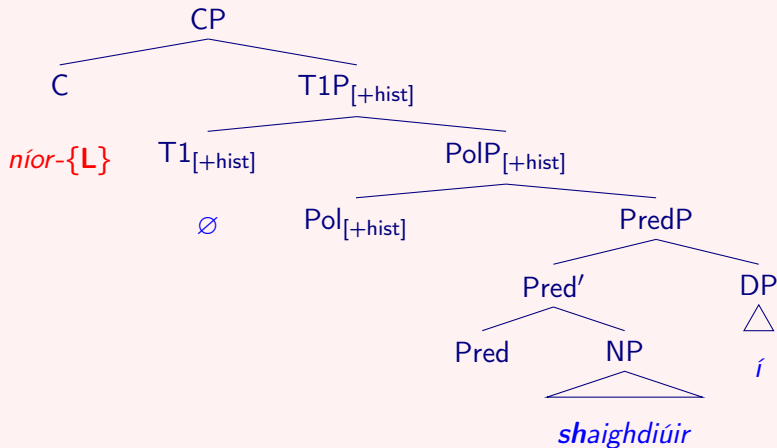 CP
C T1P[+hist]
níor-{L} T1[+hist] PolP[+hist]
∅ Pol[+hist] PredP
Pred′ DP
Pred NP í
shaighdiúir